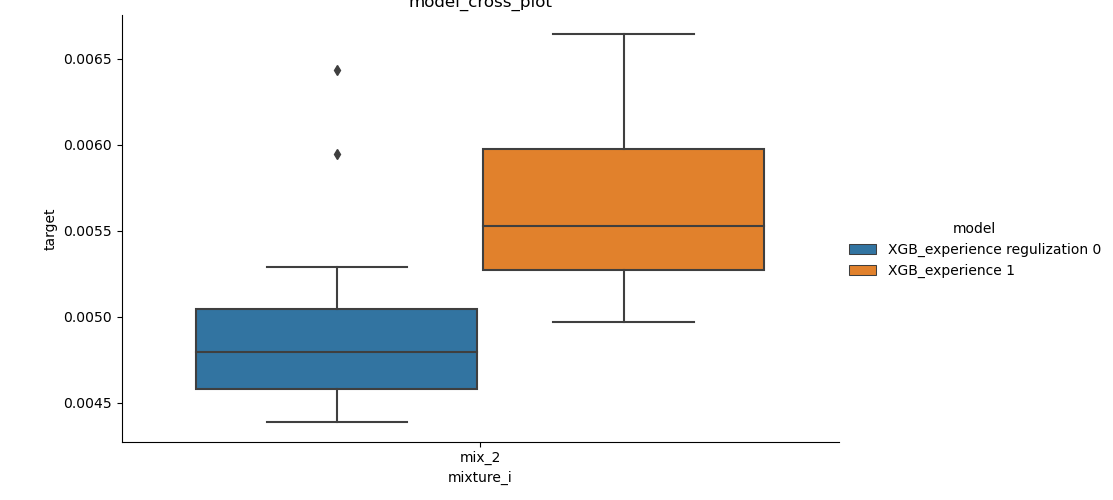 model_cross_plot
0.0065
0.0060
0.0055
0.0050
0.0045
target
mix_2
mixture_i
model
XGB_experience regulization 0
XGB_experience 1